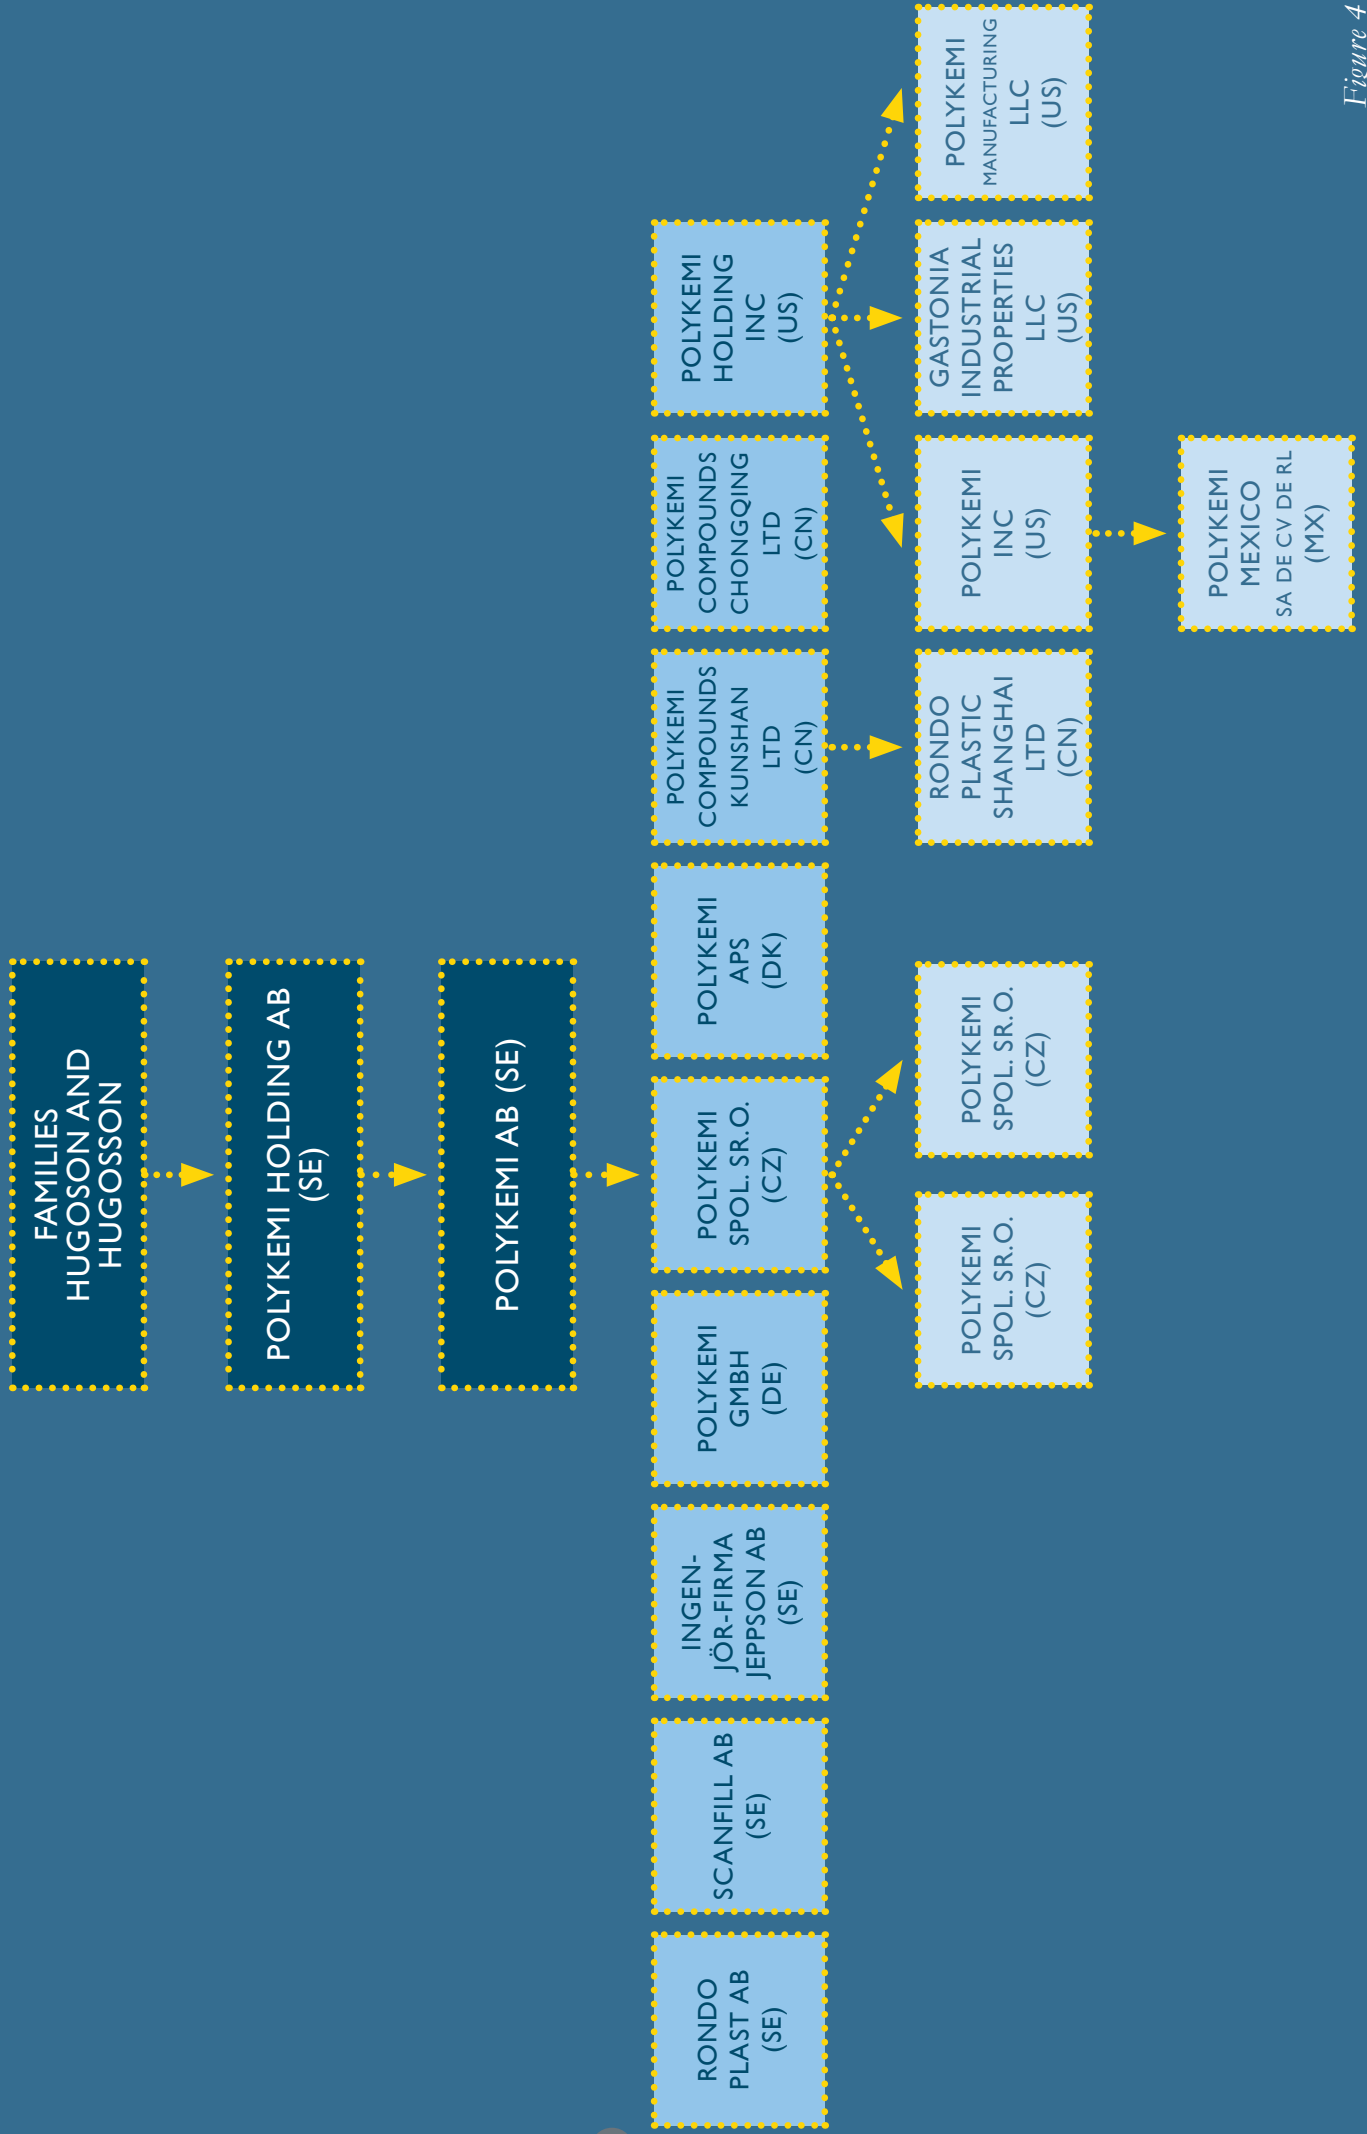 FAMILIES
HUGOSON AND
HUGOSSON
POLYKEMI HOLDING AB
(SE)
POLYKEMI AB (SE)
RONDO
PLAST AB
(SE)
SCANFILL AB
(SE)
INGEN-
JÖR-FIRMA
JEPPSON AB
(SE)
POLYKEMI
GMBH
(DE)
POLYKEMI
SPOL. SR.O.
(CZ)
POLYKEMI
APS
(DK)
POLYKEMI
COMPOUNDS
KUNSHAN
LTD
(CN)
POLYKEMI
COMPOUNDS
CHONGQING
LTD
(CN)
POLYKEMI
HOLDING
INC
(US)
POLYKEMI
SPOL. SR.O.
(CZ)
POLYKEMI
SPOL. SR.O.
(CZ)
RONDO
PLASTIC
SHANGHAI
LTD
(CN)
POLYKEMI
INC
(US)
GASTONIA
INDUSTRIAL
PROPERTIES
LLC
(US)
POLYKEMI
MANUFACTURING
LLC
(US)
POLYKEMI
MEXICO
SA DE CV DE RL
(MX)
Figure 4